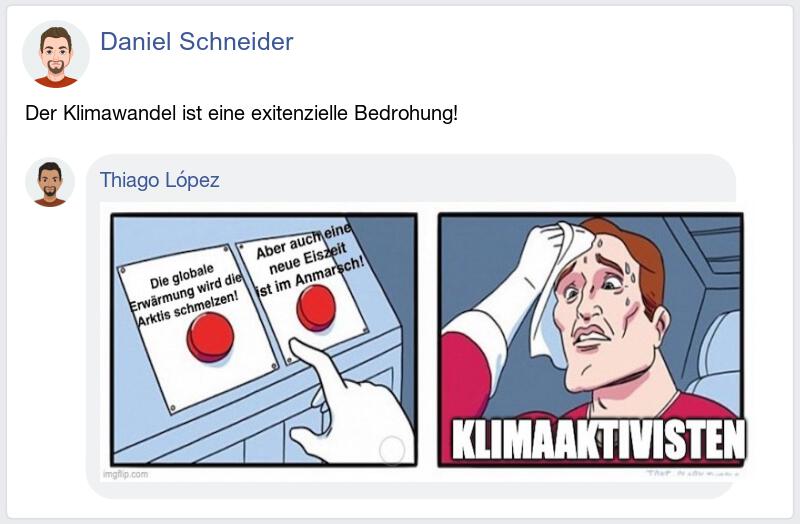 Daniel Schneider
Der Klimawandel ist eine exitenzielle Bedrohung!
Thiago López
Die globale
Erwärmung wird die
Arktis schmelzen!
Aber auch eine
neue Eiszeit
ist im Anmarsch!
KLIMAAKTIVISTEN
imgflip.com